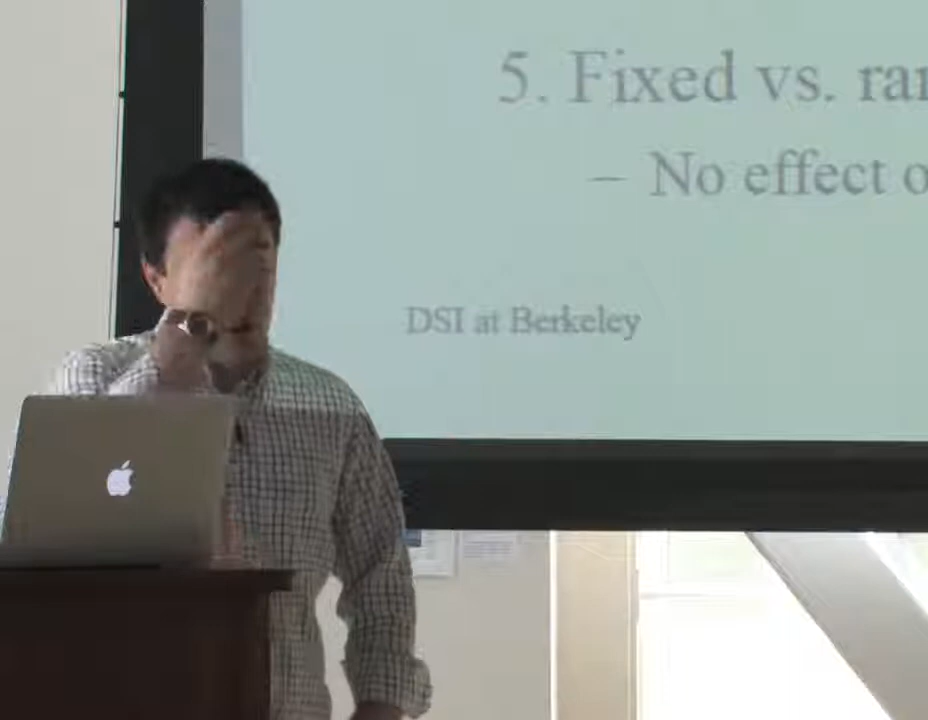 5. Fixed vs.
– No effect
DSI at Berkeley